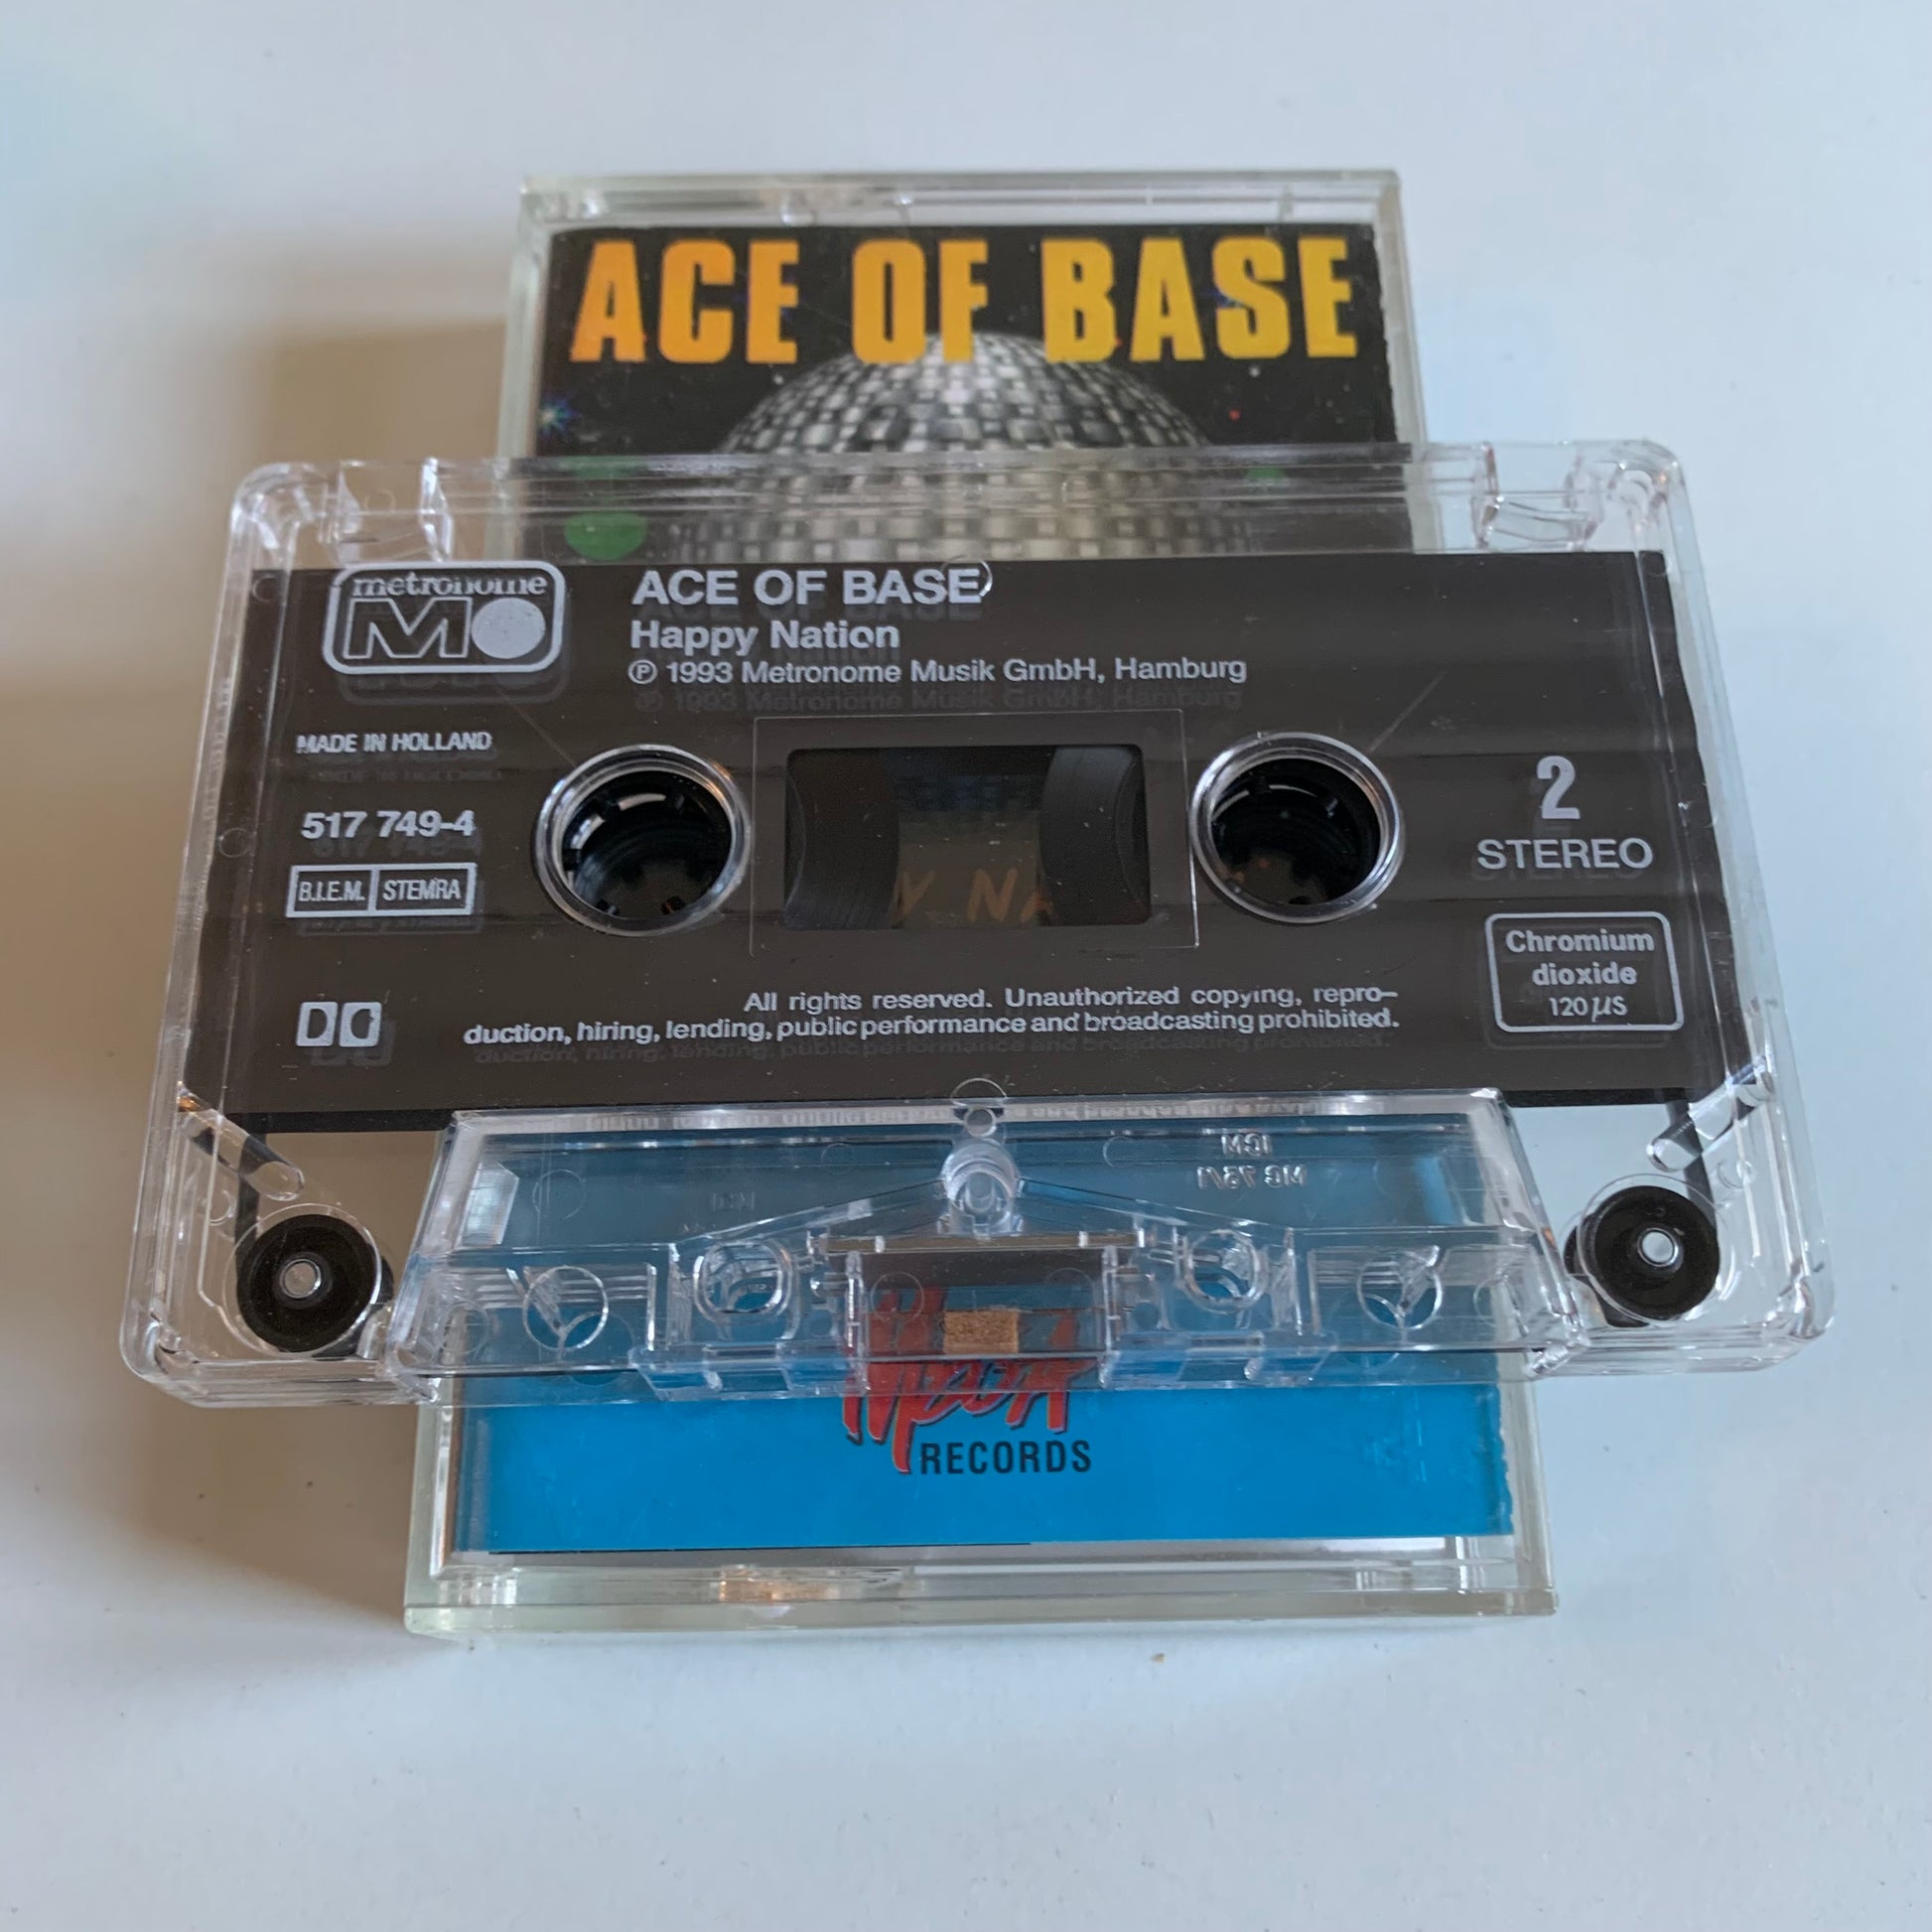 ACE OF BASE
metronome
ACE OF BASE
Happy Nation
℗ 1993 Metronome Musik GmbH, Hamburg
MADE IN HOLLAND
517 749-4
B.I.E.M. STEMRA
2
STEREO
Chromium
dioxide
120 µs
All rights reserved. Unauthorized copying, repro–
duction, hiring, lending, public performance and broadcasting prohibited.
RECORDS